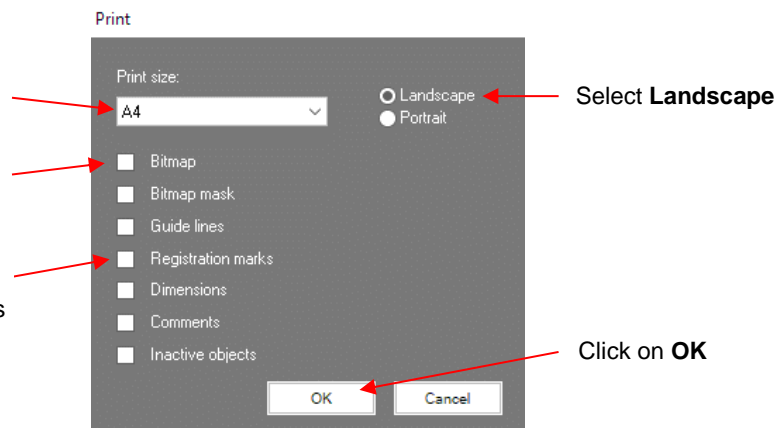 Print
Print size:
A4
Landscape
Portrait
Select Landscape
Bitmap
Bitmap mask
Guide lines
Registration marks
Dimensions
s
Comments
Inactive objects
Click on OK
OK
Cancel